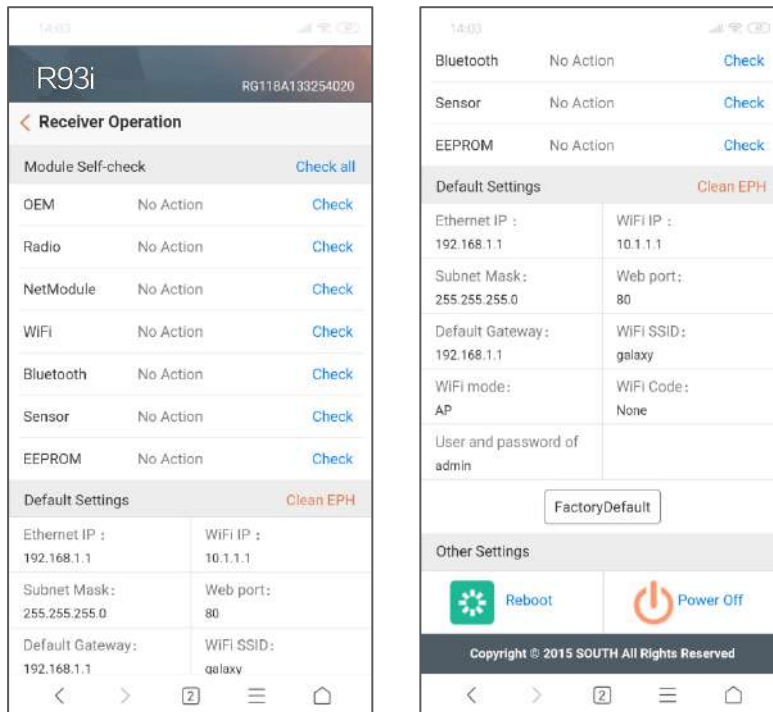 14:03
R93i
RG118A133254020
Receiver Operation
Module Self-check Check all
OEM No Action Check
Radio No Action Check
NetModule No Action Check
WiFi No Action Check
Bluetooth No Action Check
Sensor No Action Check
EEPROM No Action Check
Default Settings Clean EPH
Ethernet IP : WiFi IP :
192.168.1.1 10.1.1.1
Subnet Mask: Web port:
255.255.255.0 80
Default Gateway: WiFi SSID:
192.168.1.1 galaxy
2
14:03
Bluetooth No Action Check
Sensor No Action Check
EEPROM No Action Check
Default Settings Clean EPH
Ethernet IP : WiFi IP :
192.168.1.1 10.1.1.1
Subnet Mask: Web port:
255.255.255.0 80
Default Gateway: WiFi SSID:
192.168.1.1 galaxy
WiFi mode: WiFi Code:
AP None
User and password of
admin
FactoryDefault
Other Settings
Reboot Power Off
Copyright © 2015 SOUTH All Rights Reserved
2